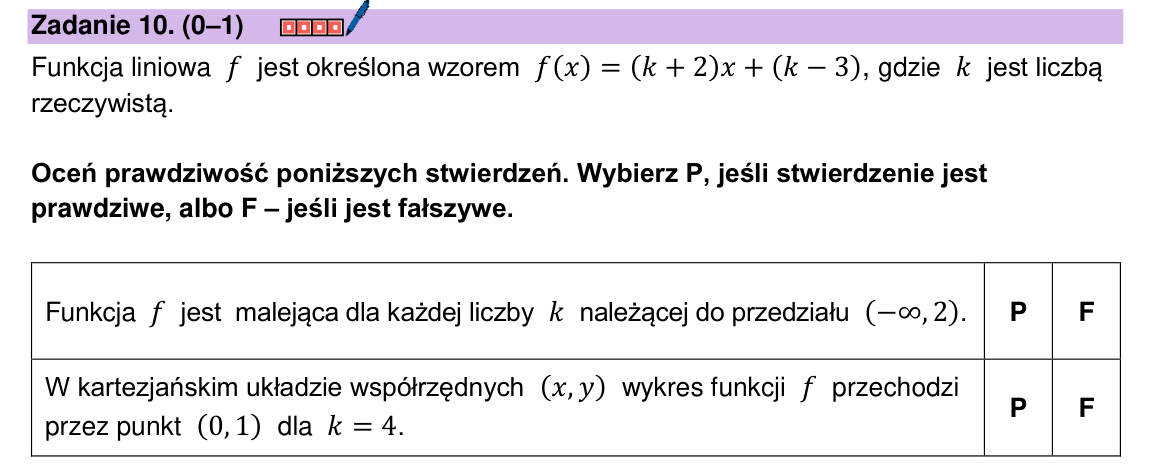 Zadanie 10. (0–1)
Funkcja liniowa f jest określona wzorem f(x) = (k + 2)x + (k − 3), gdzie k jest liczbą
rzeczywistą.
Oceń prawdziwość poniższych stwierdzeń. Wybierz P, jeśli stwierdzenie jest
prawdziwe, albo F – jeśli jest fałszywe.
Funkcja f jest malejąca dla każdej liczby k należącej do przedziału (−∞, 2). P F
W kartezjańskim układzie współrzędnych (x, y) wykres funkcji f przechodzi
przez punkt (0, 1) dla k = 4. P F